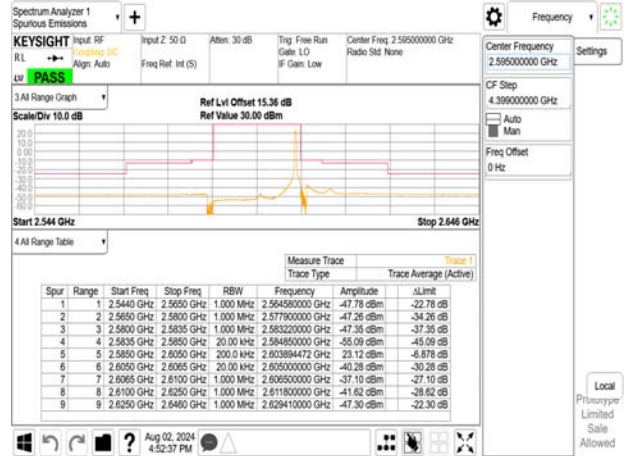 Spectrum Analyzer 1
Spurious Emissions
Frequency
KEYSIGHT Input: RF Input Z: 50 Ω Atten: 30 dB Trig: Free Run Center Freq: 2.595000000 GHz
RL Coupling: DC Gate: LO Radio Std: None
Align: Auto Freq Ref: Int (S) IF Gain: Low
LXI PASS
3 All Range Graph
Ref Lvl Offset 15.36 dB
Scale/Div 10.0 dB Ref Value 30.00 dBm
20.0
10.0
0.00
-10.0
-20.0
-30.0
-40.0
-50.0
-60.0
Start 2.544 GHz Stop 2.646 GHz
4 All Range Table
Measure Trace Trace 1
Trace Type Trace Average (Active)
Spur Range Start Freq Stop Freq RBW Frequency Amplitude ΔLimit
1 1 2.5440 GHz 2.5650 GHz 1.000 MHz 2.564580000 GHz -47.78 dBm -22.78 dB
2 2 2.5650 GHz 2.5800 GHz 1.000 MHz 2.577900000 GHz -47.26 dBm -34.26 dB
3 3 2.5800 GHz 2.5835 GHz 1.000 MHz 2.583220000 GHz -47.35 dBm -37.35 dB
4 4 2.5835 GHz 2.5850 GHz 20.00 kHz 2.584850000 GHz -55.09 dBm -45.09 dB
5 5 2.5850 GHz 2.6050 GHz 200.0 kHz 2.603894472 GHz 23.12 dBm -6.878 dB
6 6 2.6050 GHz 2.6065 GHz 20.00 kHz 2.605000000 GHz -40.28 dBm -30.28 dB
7 7 2.6065 GHz 2.6100 GHz 1.000 MHz 2.606500000 GHz -37.10 dBm -27.10 dB
8 8 2.6100 GHz 2.6250 GHz 1.000 MHz 2.611800000 GHz -41.62 dBm -28.62 dB
9 9 2.6250 GHz 2.6460 GHz 1.000 MHz 2.629410000 GHz -47.30 dBm -22.30 dB
Center Frequency
2.595000000 GHz
Settings
CF Step
4.399000000 GHz
Auto
Man
Freq Offset
0 Hz
Local
Prototype
Limited
Sale
Allowed
?
Aug 02, 2024
4:52:37 PM